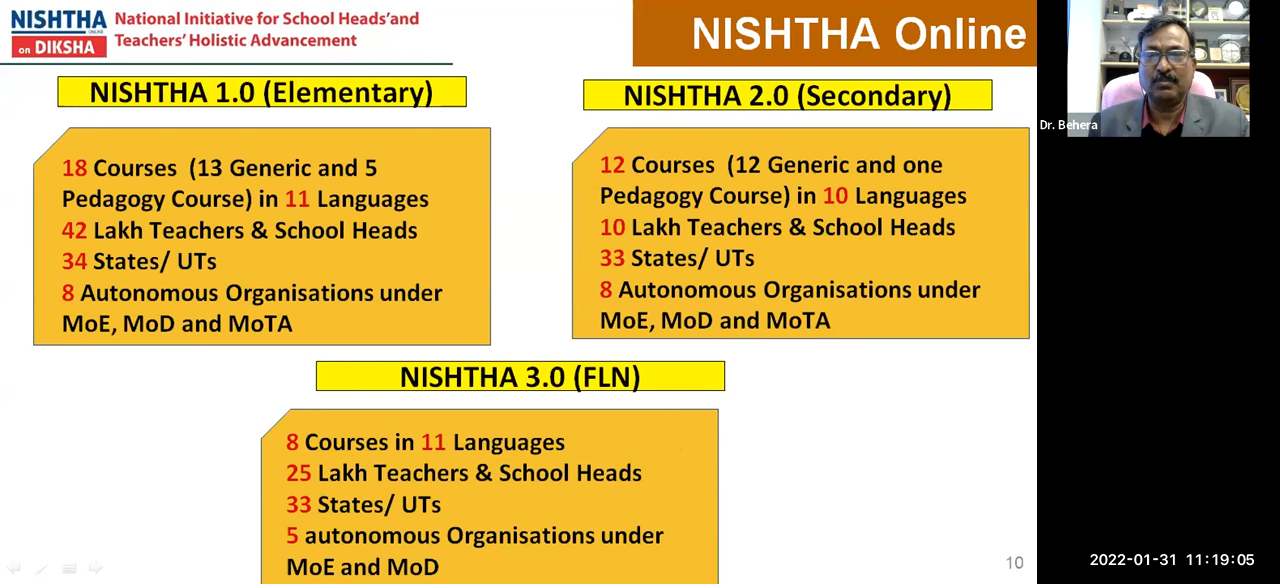 NISHTHA
ONLINE
on DIKSHA
National Initiative for School Heads'and
Teachers' Holistic Advancement
NISHTHA Online
NISHTHA 1.0 (Elementary)
18 Courses (13 Generic and 5
Pedagogy Course) in 11 Languages
42 Lakh Teachers & School Heads
34 States/ UTs
8 Autonomous Organisations under
MoE, MoD and MoTA
NISHTHA 2.0 (Secondary)
12 Courses (12 Generic and one
Pedagogy Course) in 10 Languages
10 Lakh Teachers & School Heads
33 States/ UTs
8 Autonomous Organisations under
MoE, MoD and MoTA
NISHTHA 3.0 (FLN)
8 Courses in 11 Languages
25 Lakh Teachers & School Heads
33 States/ UTs
5 autonomous Organisations under
MoE and MoD
10
Dr. Behera
2022-01-31 11:19:05